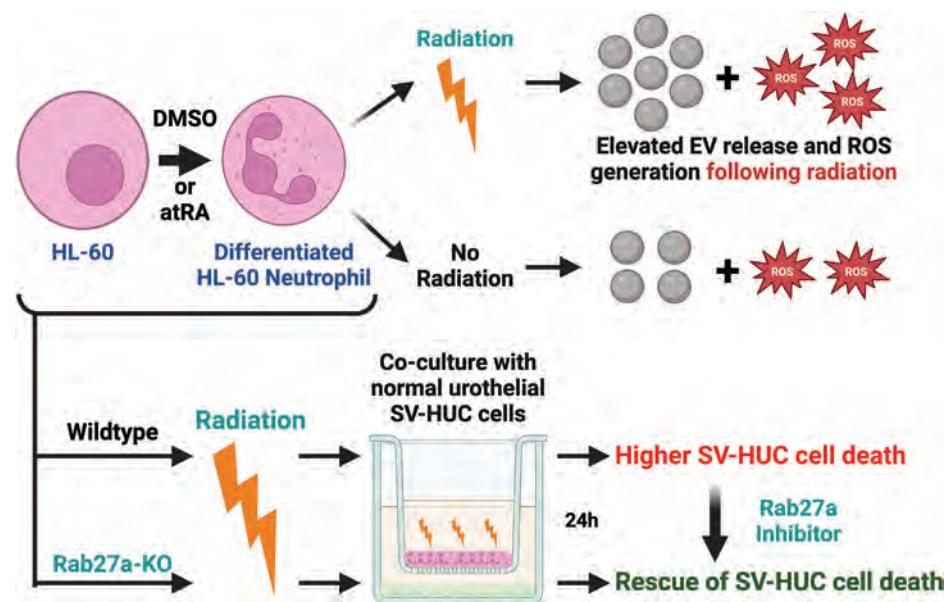 Radiation
ROS
ROS
ROS
Elevated EV release and ROS
generation following radiation
DMSO
or
atRA
HL-60
Differentiated
HL-60 Neutrophil
No
Radiation
ROS
ROS
Co-culture with
normal urothelial
SV-HUC cells
Wildtype
Radiation
Higher SV-HUC cell death
24h
Rab27a
Inhibitor
Rab27a-KO
Rescue of SV-HUC cell death